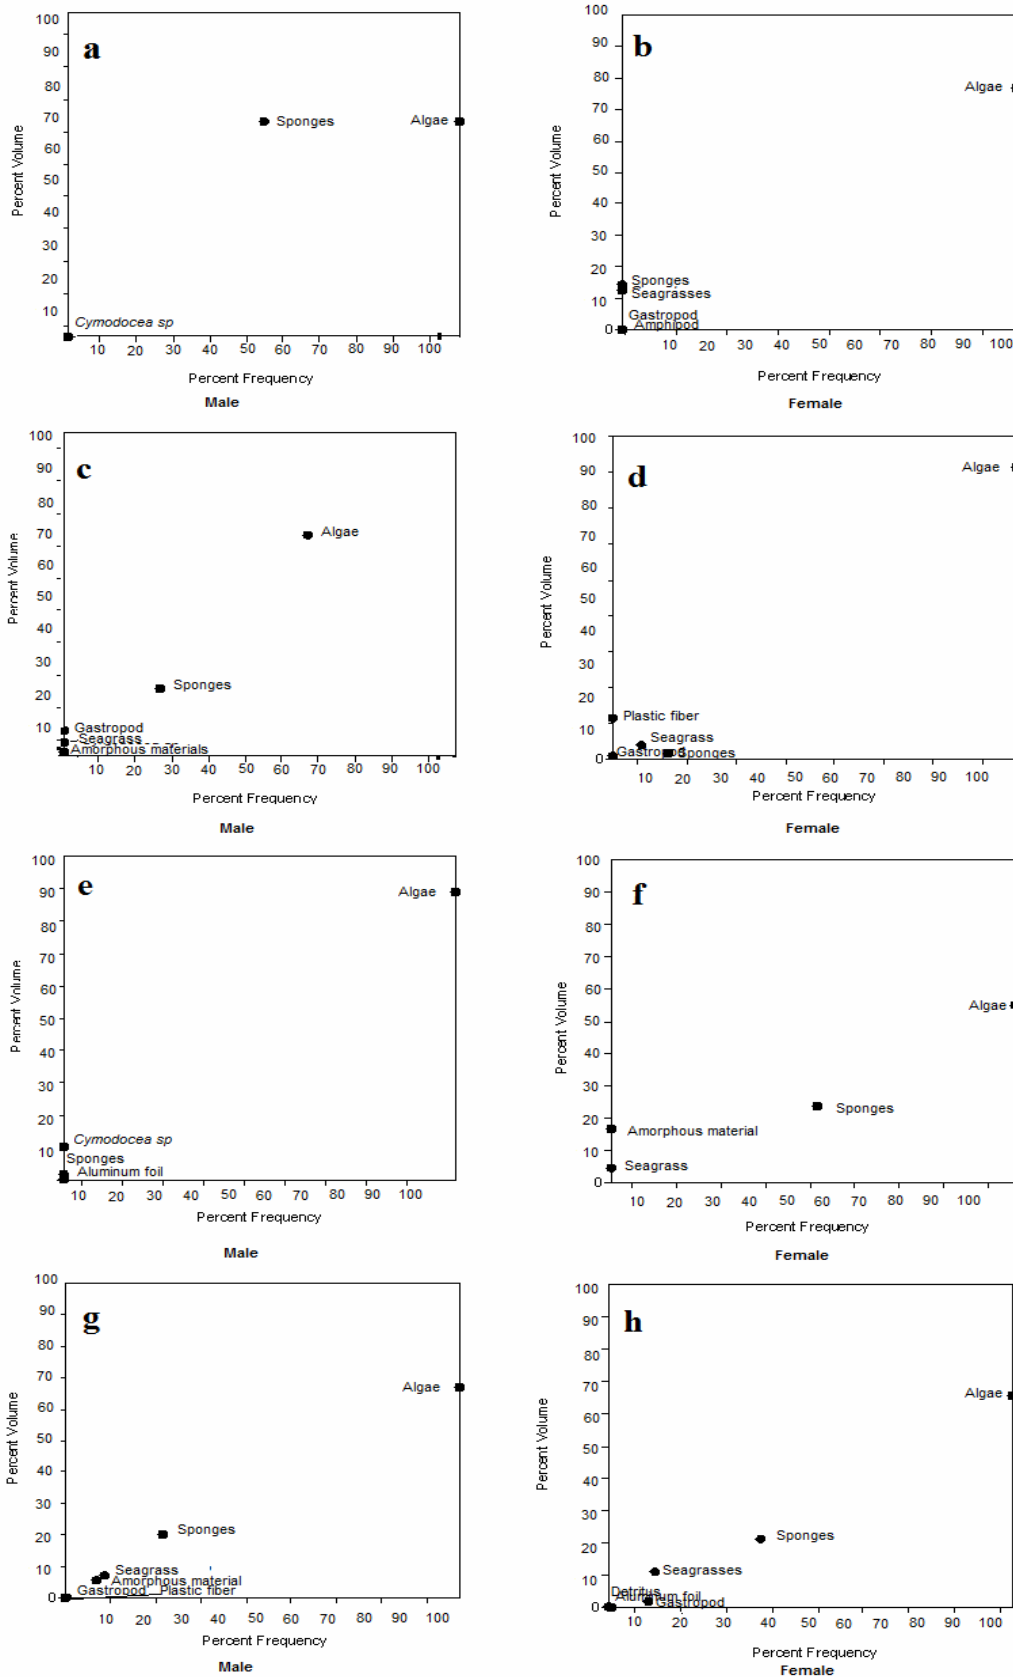 100
90
a
80
70
Sponges
Algae
60
50
40
30
20
10
Cymodocea sp
10 20 30 40 50 60 70 80 90 100
Percent Volume
Percent Frequency
Male
100
90
b
80
Algae
70
60
50
40
30
20
Sponges
Seagrasses
10
Gastropod
Amphipod
0
10 20 30 40 50 60 70 80 90 100
Percent Volume
Percent Frequency
Female
100
90
c
80
70
Algae
60
50
40
30
20
Sponges
10
Gastropod
Seagrass
Amorphous materials
10 20 30 40 50 60 70 80 90 100
Percent Volume
Percent Frequency
Male
100
90
d
Algae
80
70
60
50
40
30
20
Plastic fiber
10
Seagrass
Gastropod
Sponges
0
10 20 30 40 50 60 70 80 90 100
Percent Volume
Percent Frequency
Female
100
90
e
Algae
80
70
60
50
40
30
20
10
Cymodocea sp
Sponges
Aluminum foil
10 20 30 40 50 60 70 80 90 100
Percent Volume
Percent Frequency
Male
100
90
f
80
70
60
50
Algae
40
30
20
Sponges
Amorphous material
10
Seagrass
0
10 20 30 40 50 60 70 80 90 100
Percent Volume
Percent Frequency
Female
100
90
g
80
70
Algae
60
50
40
30
20
Sponges
10
Seagrass
Amorphous material
Gastropod
Plastic fiber
0
10 20 30 40 50 60 70 80 90 100
Percent Volume
Percent Frequency
Male
100
90
h
80
70
Algae
60
50
40
30
20
Sponges
10
Seagrasses
Detritus
Aluminum foil
Gastropod
0
10 20 30 40 50 60 70 80 90 100
Percent Volume
Percent Frequency
Female